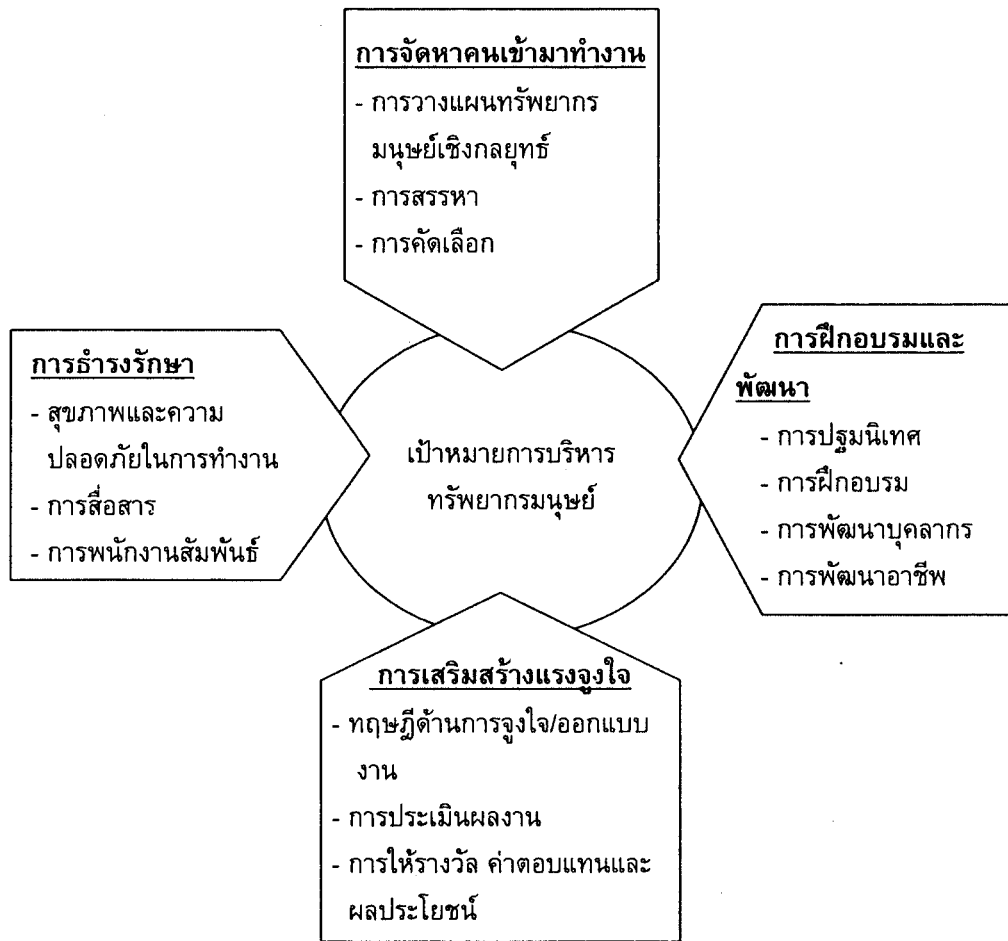 การจัดหาคนเข้ามาทำงาน
- การวางแผนทรัพยากร
มนุษย์เชิงกลยุทธ์
- การสรรหา
- การคัดเลือก
การธำรงรักษา
- สุขภาพและความ
ปลอดภัยในการทำงาน
- การสื่อสาร
- การพนักงานสัมพันธ์
เป้าหมายการบริหาร
ทรัพยากรมนุษย์
การฝึกอบรมและ
พัฒนา
- การปฐมนิเทศ
- การฝึกอบรม
- การพัฒนาบุคลากร
- การพัฒนาอาชีพ
การเสริมสร้างแรงจูงใจ
- ทฤษฎีด้านการจูงใจ/ออกแบบ
งาน
- การประเมินผลงาน
- การให้รางวัล ค่าตอบแทนและ
ผลประโยชน์